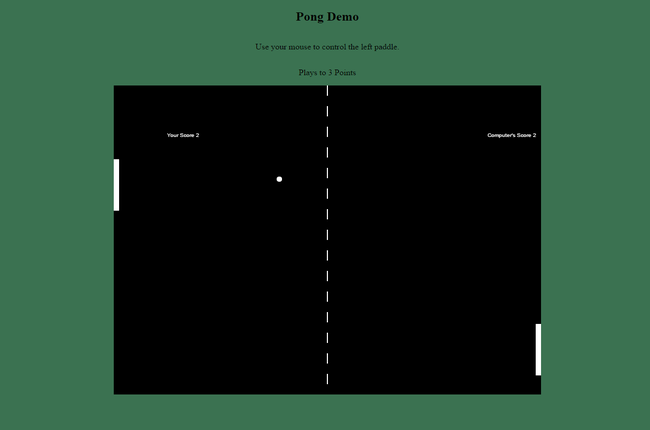 Pong Demo
Use your mouse to control the left paddle.
Plays to 3 Points
Your Score 2
Computer's Score 2